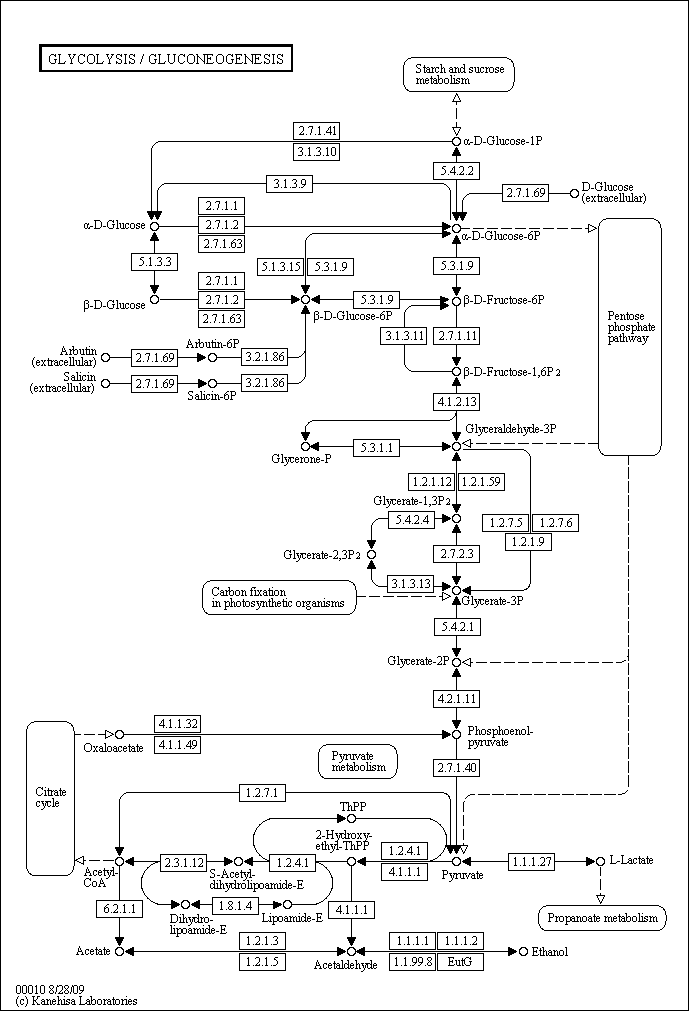 GLYCOLYSIS / GLUCONEOGENESIS
Starch and sucrose
metabolism
2.7.1.41
3.1.3.10
α-D-Glucose-1P
5.4.2.2
3.1.3.9
2.7.1.69
D-Glucose
(extracellular)
α-D-Glucose
2.7.1.1
2.7.1.2
2.7.1.63
α-D-Glucose-6P
5.1.3.3
5.1.3.15
5.3.1.9
5.3.1.9
β-D-Glucose
2.7.1.1
2.7.1.2
2.7.1.63
β-D-Glucose-6P
5.3.1.9
β-D-Fructose-6P
Pentose
phosphate
pathway
3.1.3.11
2.7.1.11
Arbutin
(extracellular)
2.7.1.69
Arbutin-6P
3.2.1.86
Salicin
(extracellular)
2.7.1.69
Salicin-6P
3.2.1.86
β-D-Fructose-1,6P2
4.1.2.13
Glyceraldehyde-3P
Glycerone-P
5.3.1.1
1.2.1.12
1.2.1.59
Glycerate-1,3P2
5.4.2.4
1.2.7.5
1.2.7.6
1.2.1.9
Glycerate-2,3P2
2.7.2.3
3.1.3.13
Carbon fixation
in photosynthetic organisms
Glycerate-3P
5.4.2.1
Glycerate-2P
4.2.1.11
4.1.1.32
4.1.1.49
Oxaloacetate
Phosphoenol-
pyruvate
Pyruvate
metabolism
2.7.1.40
Citrate
cycle
1.2.7.1
ThPP
2-Hydroxy-
ethyl-ThPP
1.2.4.1
4.1.1.1
Acetyl-
CoA
2.3.1.12
S-Acetyl-
dihydrolipoamide-E
1.2.4.1
Pyruvate
1.1.1.27
L-Lactate
6.2.1.1
Dihydro-
lipoamide-E
1.8.1.4
Lipoamide-E
4.1.1.1
Propanoate metabolism
Acetate
1.2.1.3
1.2.1.5
Acetaldehyde
1.1.1.1
1.1.1.2
1.1.99.8
EutG
Ethanol
00010 8/28/09
(c) Kanehisa Laboratories